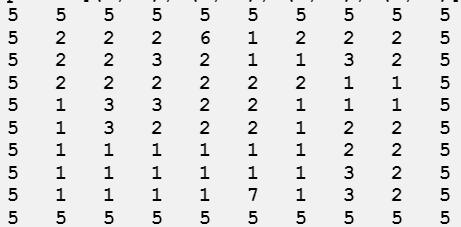 5 5 5 5 5 5 5 5 5 5
5 2 2 2 6 1 2 2 2 5
5 2 2 3 2 1 1 3 2 5
5 2 2 2 2 2 2 1 1 5
5 1 3 3 2 2 1 1 1 5
5 1 3 2 2 2 1 2 2 5
5 1 1 1 1 1 1 2 2 5
5 1 1 1 1 1 1 3 2 5
5 1 1 1 1 7 1 3 2 5
5 5 5 5 5 5 5 5 5 5